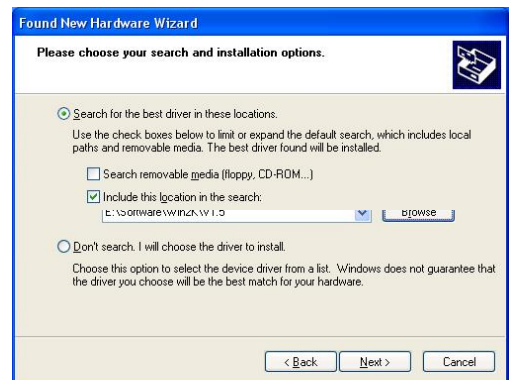 Found New Hardware Wizard
Please choose your search and installation options.
Search for the best driver in these locations.
Use the check boxes below to limit or expand the default search, which includes local
paths and removable media. The best driver found will be installed.
Search removable media (floppy, CD-ROM...)
Include this location in the search:
E:\Software\Win2K\V1.5
Browse
Don't search. I will choose the driver to install.
Choose this option to select the device driver from a list. Windows does not guarantee that
the driver you choose will be the best match for your hardware.
< Back Next > Cancel